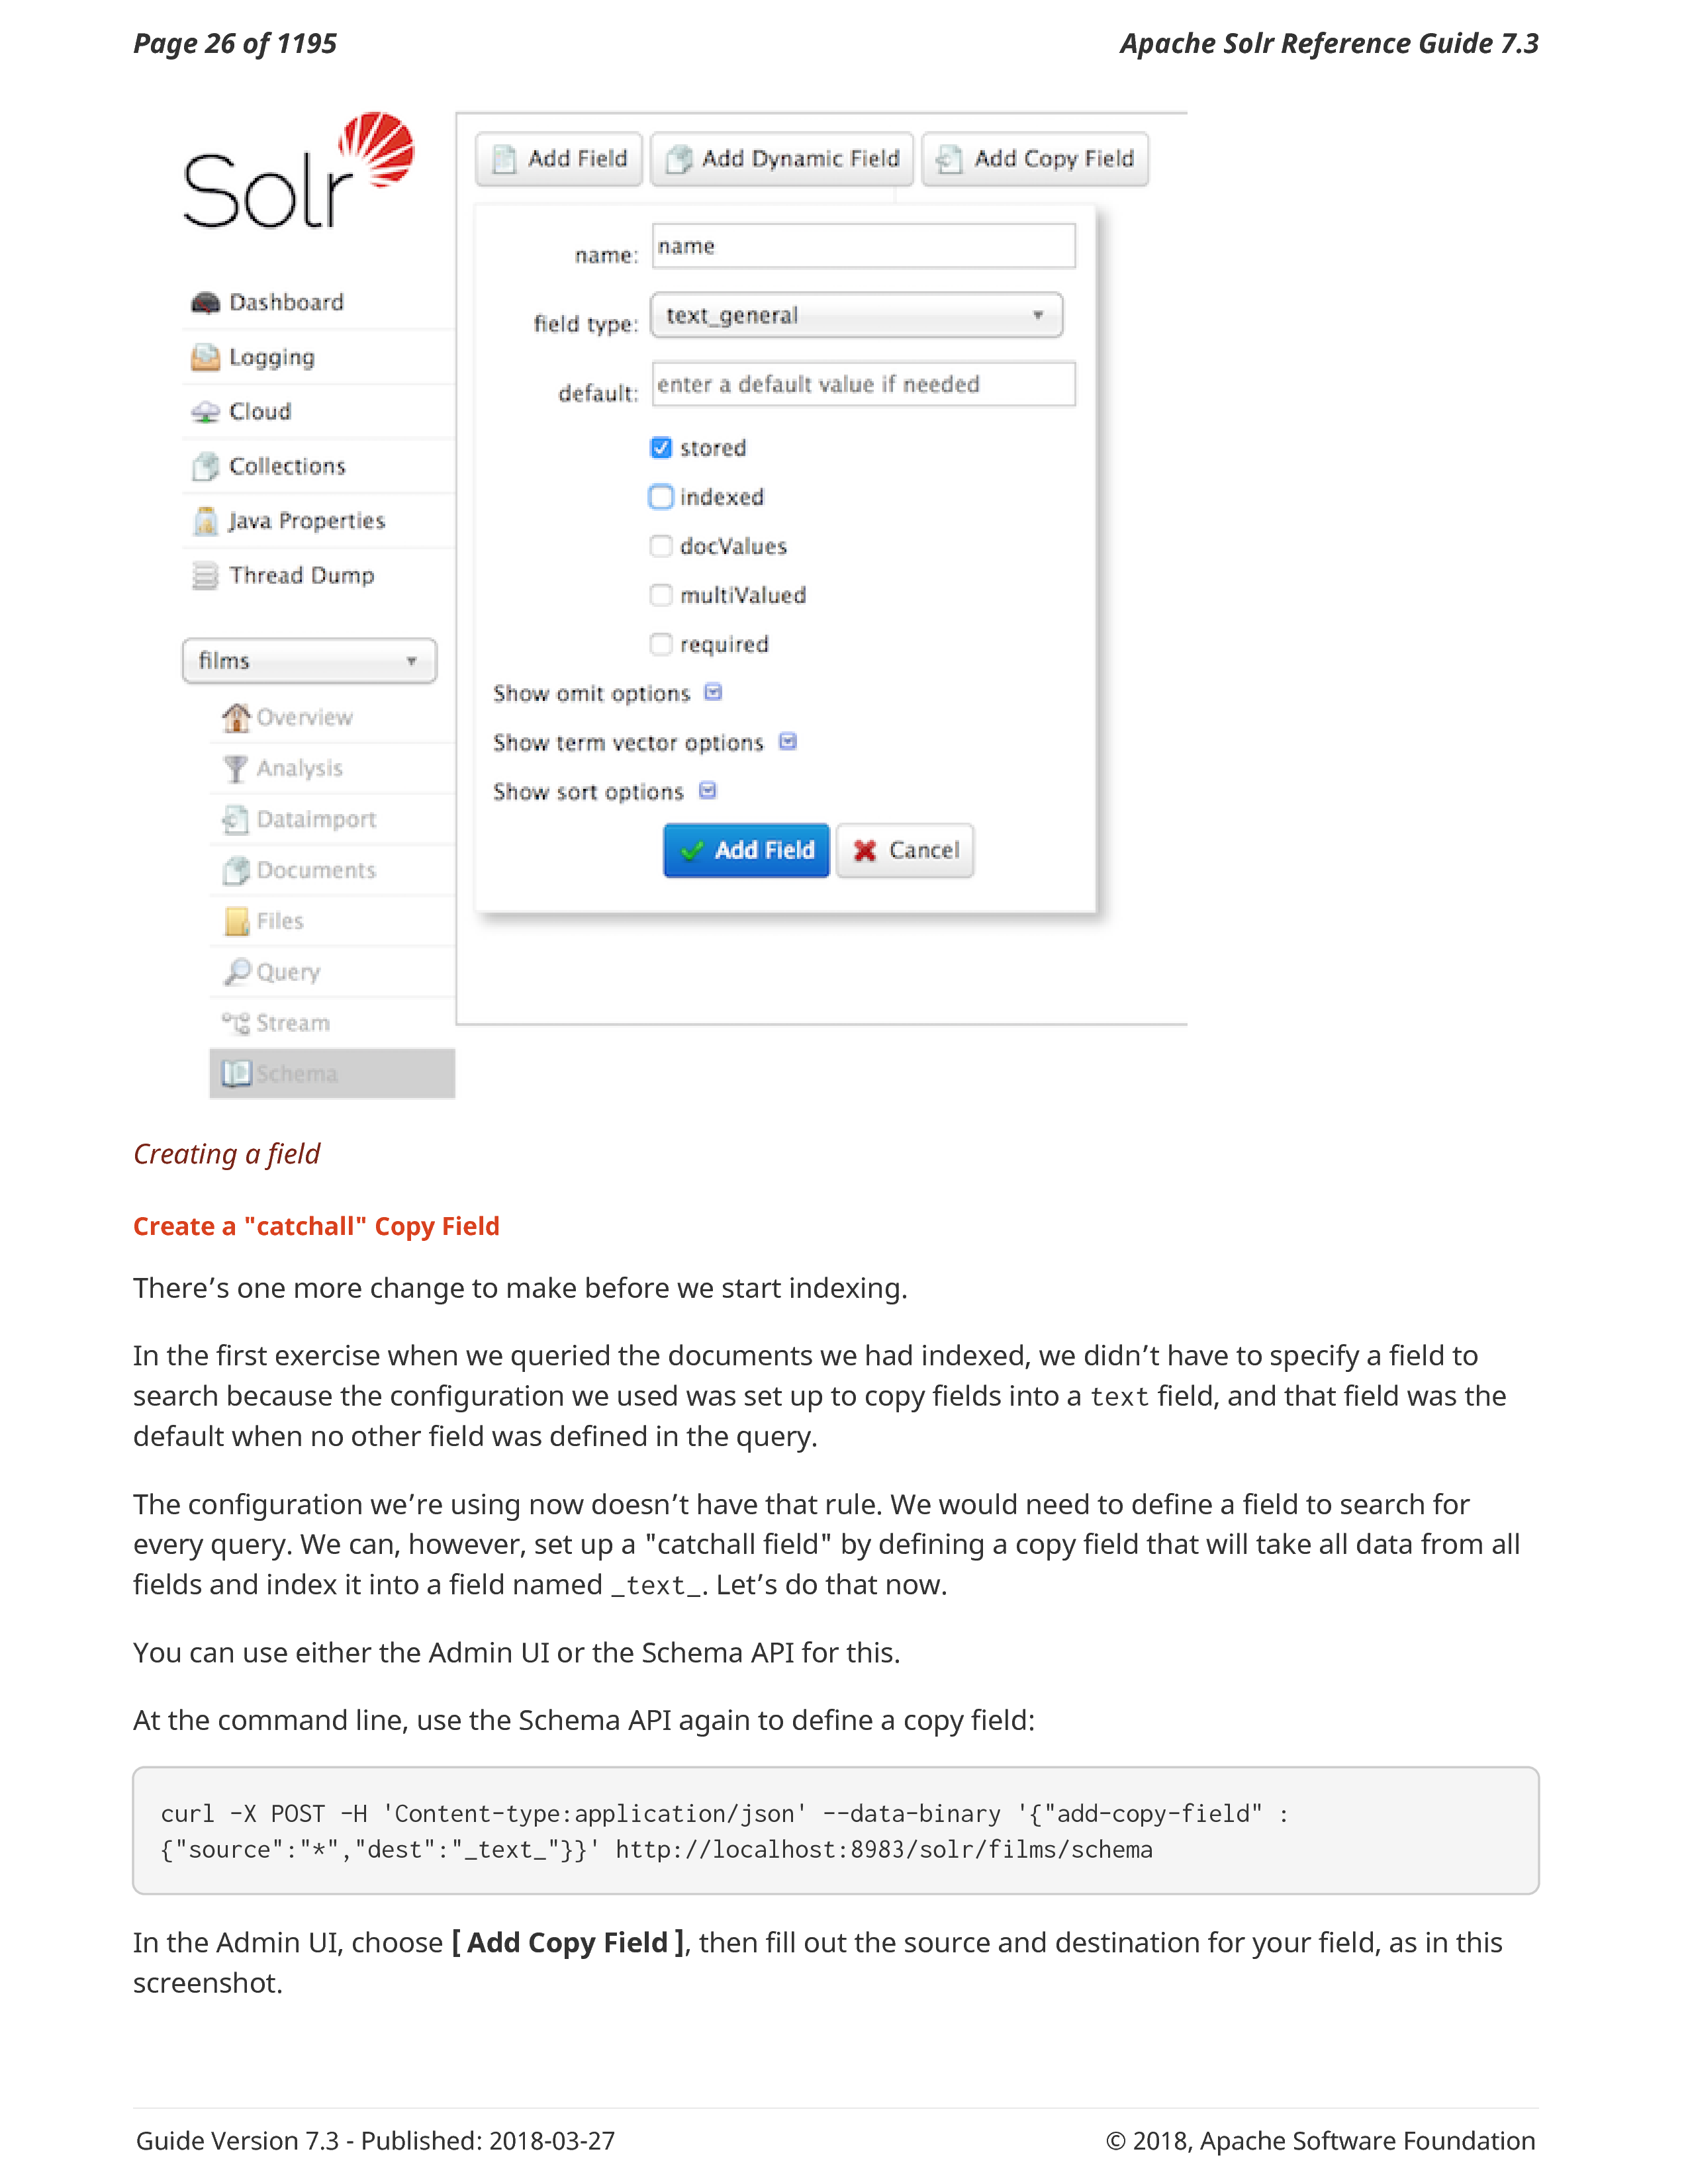 Page 26 of 1195
Apache Solr Reference Guide 7.3
Solr
Add Field
Add Dynamic Field
Add Copy Field
name: name
field type: text_general
default: enter a default value if needed
stored
indexed
docValues
multiValued
required
Show omit options
Show term vector options
Show sort options
Add Field
Cancel
Dashboard
Logging
Cloud
Collections
Java Properties
Thread Dump
films
Overview
Analysis
Dataimport
Documents
Files
Query
Stream
Schema
Creating a field
Create a "catchall" Copy Field
There’s one more change to make before we start indexing.
In the first exercise when we queried the documents we had indexed, we didn’t have to specify a field to
search because the configuration we used was set up to copy fields into a text field, and that field was the
default when no other field was defined in the query.
The configuration we’re using now doesn’t have that rule. We would need to define a field to search for
every query. We can, however, set up a "catchall field" by defining a copy field that will take all data from all
fields and index it into a field named _text_. Let’s do that now.
You can use either the Admin UI or the Schema API for this.
At the command line, use the Schema API again to define a copy field:
curl -X POST -H 'Content-type:application/json' --data-binary '{"add-copy-field" :
{"source":"*","dest":"_text_"}}' http://localhost:8983/solr/films/schema
In the Admin UI, choose [ Add Copy Field ], then fill out the source and destination for your field, as in this
screenshot.
Guide Version 7.3 - Published: 2018-03-27
© 2018, Apache Software Foundation